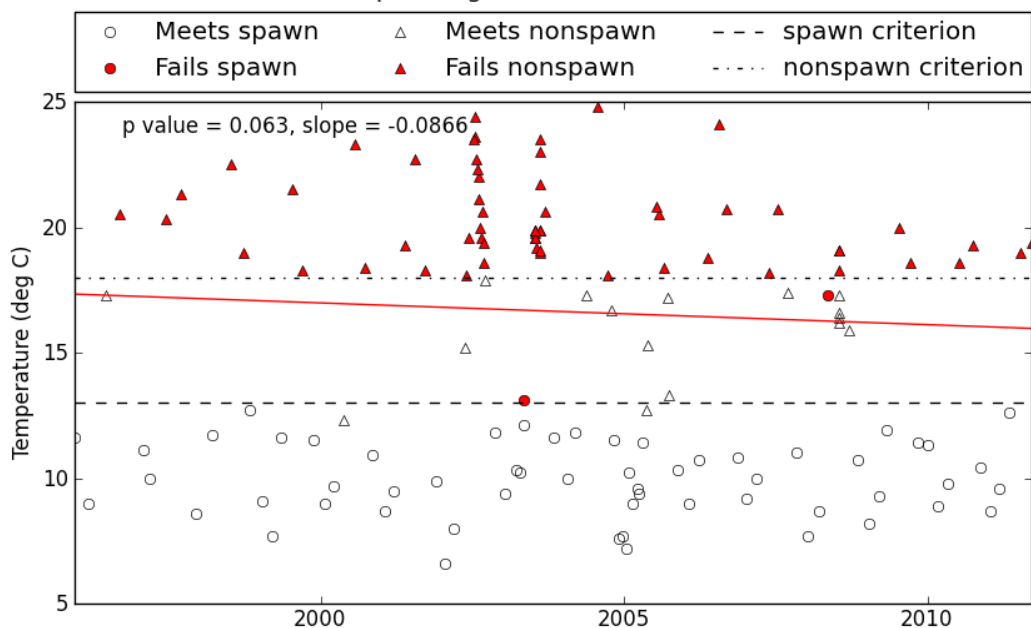 Meets spawn Meets nonspawn spawn criterion
Fails spawn Fails nonspawn nonspawn criterion
25
p value = 0.063, slope = -0.0866
20
15
10
5
Temperature (deg C)
2000 2005 2010